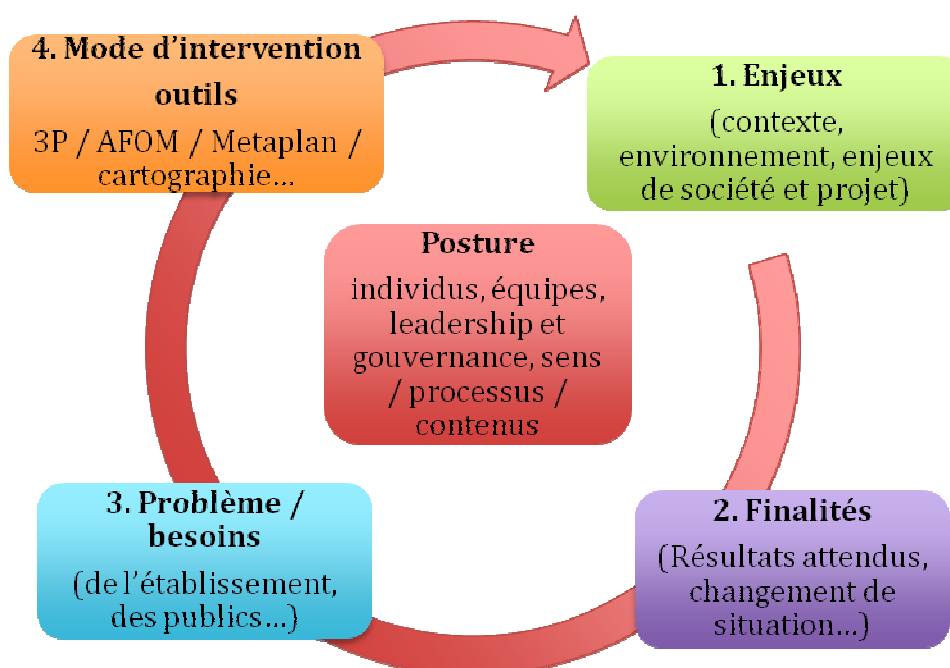 4. Mode d'intervention
outils
3P / AFOM / Metaplan /
cartographie...
1. Enjeux
(contexte,
environnement, enjeux
de société et projet)
Posture
individus, équipes,
leadership et
gouvernance, sens
/ processus /
contenus
3. Problème /
besoins
(de l'établissement,
des publics...)
2. Finalités
(Résultats attendus,
changement de
situation...)